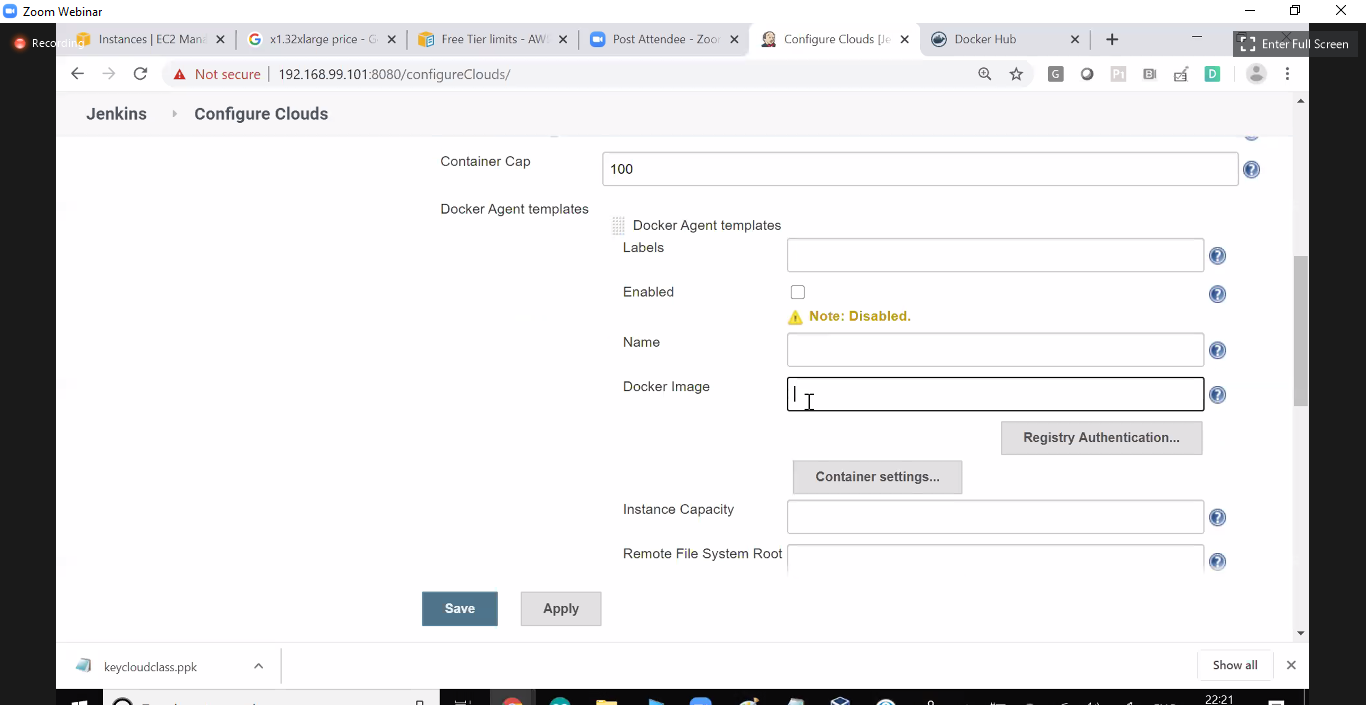 Zoom Webinar
Recording
Instances | EC2 Mana
x1.32xlarge price - G
Free Tier limits - AW
Post Attendee - Zoo
Configure Clouds [Je
Docker Hub
Enter Full Screen
Not secure
192.168.99.101:8080/configureClouds/
Jenkins
Configure Clouds
Container Cap
100
Docker Agent templates
Docker Agent templates
Labels
Enabled
Note: Disabled.
Name
Docker Image
Registry Authentication...
Container settings...
Instance Capacity
Remote File System Root
Save
Apply
keycloudclass.ppk
Show all
22:21